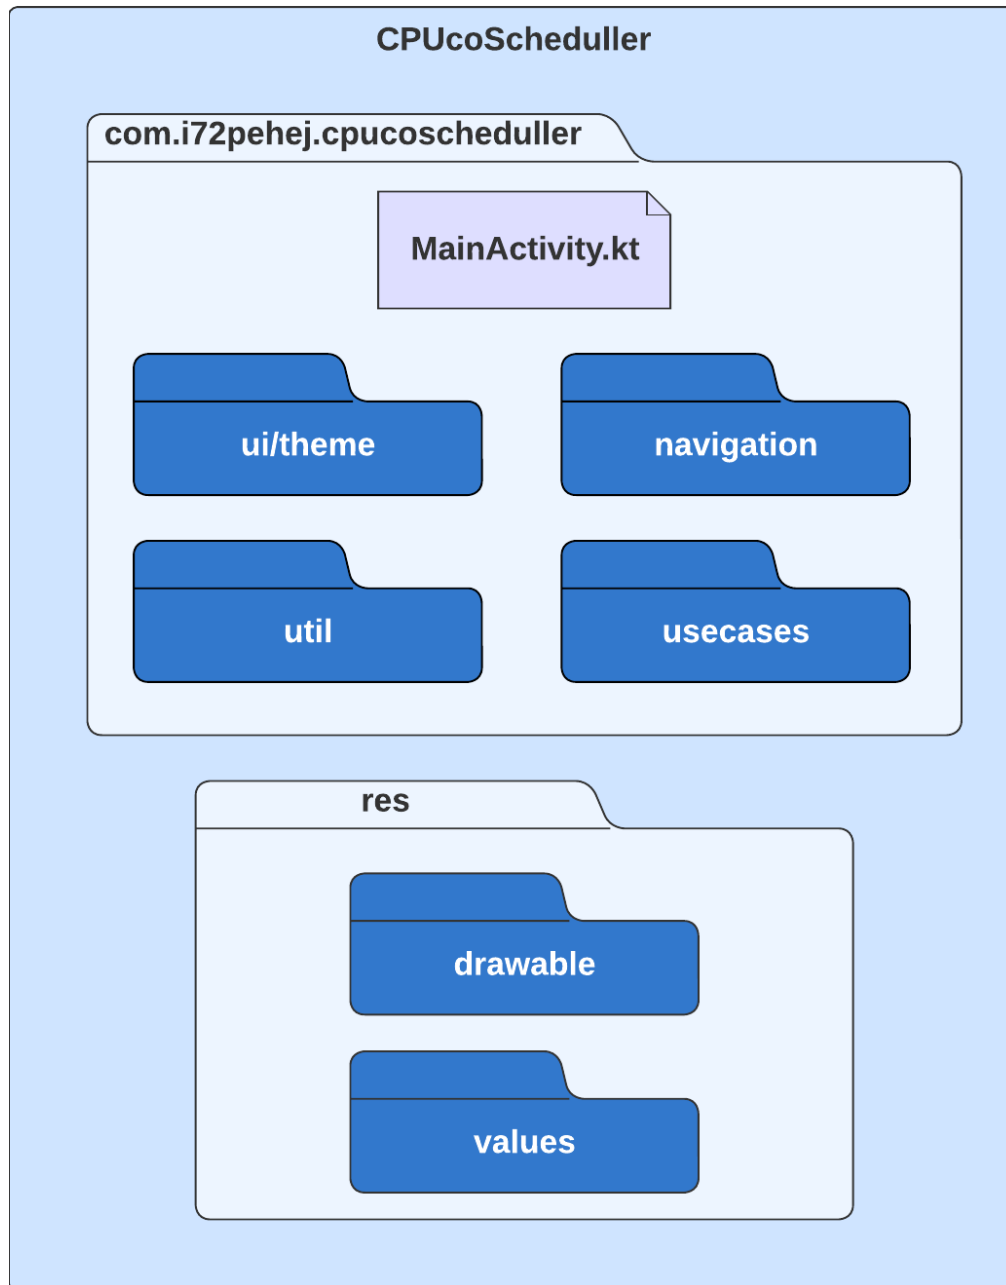 CPUcoScheduller
com.i72pehej.cpucoscheduller
MainActivity.kt
ui/theme
navigation
util
usecases
res
drawable
values